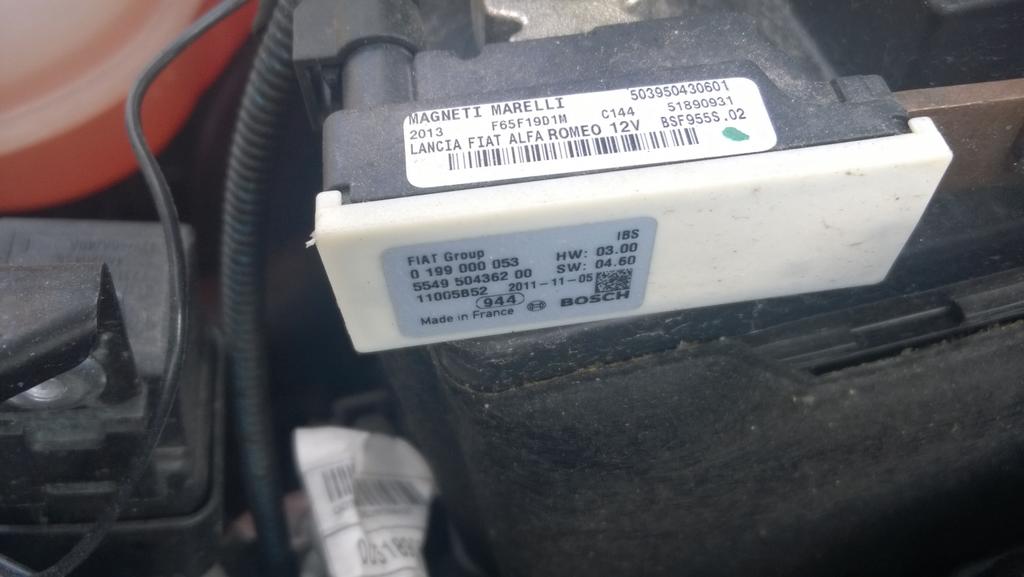 MAGNETI MARELLI 503950430601
2013 F65F19D1M C144 51890931
LANCIA FIAT ALFA ROMEO 12V BSF955S.02
IBS
FIAT Group HW: 03.00
0 199 000 053 SW: 04.60
5549 504362 00 2011-11-05
11005B52 944 BOSCH
Made in France